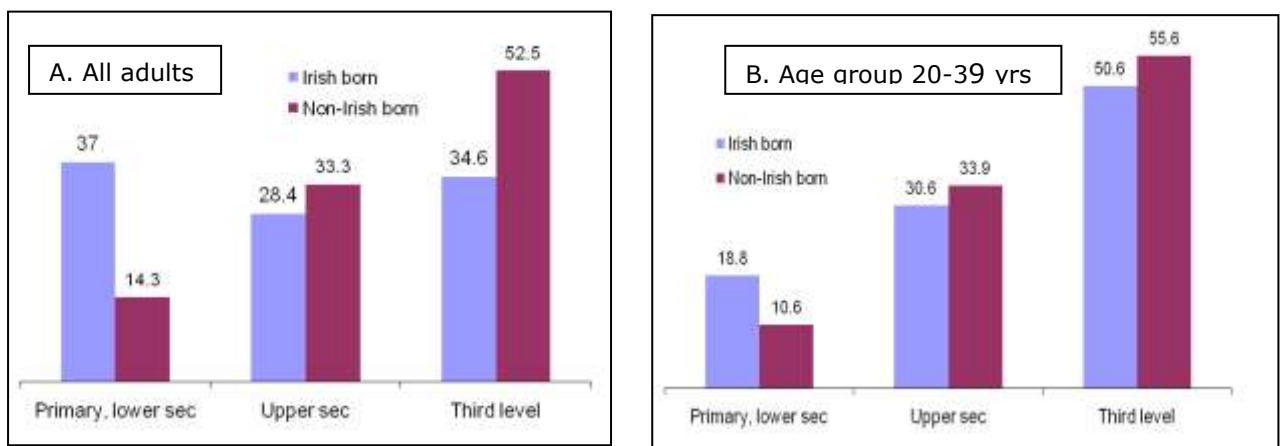 A. All adults
Irish born
Non-Irish born
37
14.3
28.4
33.3
34.6
52.5
Primary, lower sec
Upper sec
Third level
B. Age group 20-39 yrs
Irish born
Non-Irish born
18.8
10.6
30.6
33.9
50.6
55.6
Primary, lower sec
Upper sec
Third level